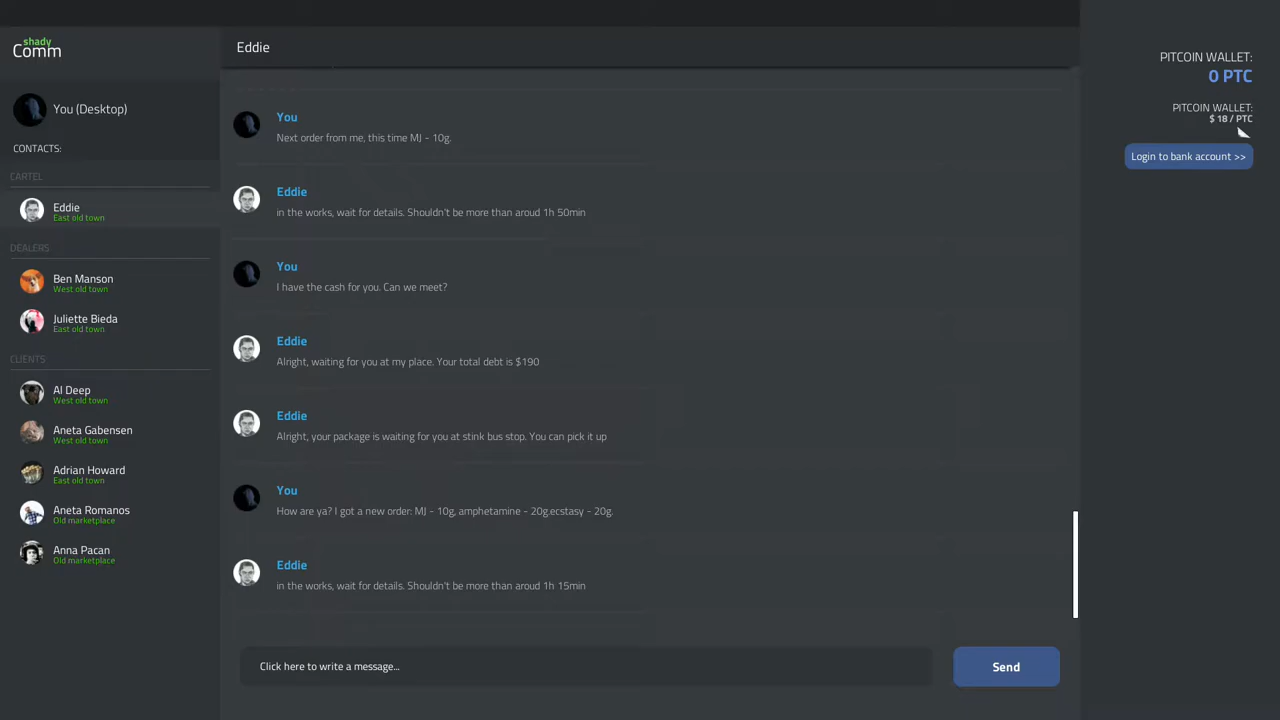 shady
Comm
You (Desktop)
CONTACTS:
CARTEL
Eddie
East old town
DEALERS
Ben Manson
West old town
Juliette Bieda
East old town
CLIENTS
Al Deep
West old town
Aneta Gabensen
West old town
Adrian Howard
East old town
Aneta Romanos
Old marketplace
Anna Pacan
Old marketplace
Eddie
You
Next order from me, this time MJ - 10g.
Eddie
in the works, wait for details. Shouldn't be more than aroud 1h 50min
You
I have the cash for you. Can we meet?
Eddie
Alright, waiting for you at my place. Your total debt is $190
Eddie
Alright, your package is waiting for you at stink bus stop. You can pick it up
You
How are ya? I got a new order: MJ - 10g, amphetamine - 20g,ecstasy - 20g.
Eddie
in the works, wait for details. Shouldn't be more than aroud 1h 15min
Click here to write a message...
Send
PITCOIN WALLET:
0 PTC
PITCOIN WALLET:
$ 18 / PTC
Login to bank account >>